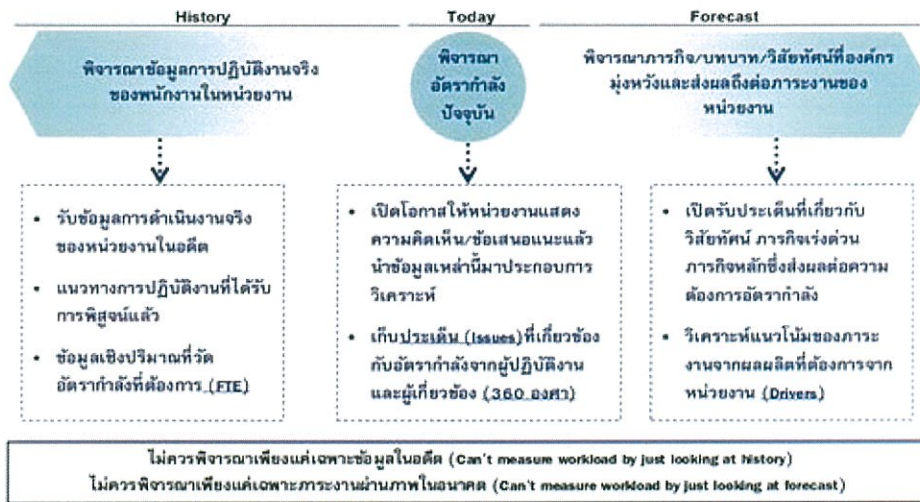 History
Today
Forecast
พิจารณาข้อมูลการปฏิบัติงานจริง
ของพนักงานในหน่วยงาน
พิจารณา
อัตรากำลัง
ปัจจุบัน
พิจารณาภารกิจ/บทบาท/วิสัยทัศน์ที่องค์กร
มุ่งหวังและส่งผลถึงต่อภาระงานของ
หน่วยงาน
• รับข้อมูลการดำเนินงานจริง
ของหน่วยงานในอดีต
• แนวทางการปฏิบัติงานที่ได้รับ
การพิสูจน์แล้ว
• ข้อมูลเชิงปริมาณที่วัด
อัตรากำลังที่ต้องการ (FTE)
• เปิดโอกาสให้หน่วยงานแสดง
ความคิดเห็น/ข้อเสนอแนะแล้ว
นำข้อมูลเหล่านี้มาประกอบการ
วิเคราะห์
• เก็บประเด็น (Issues)ที่เกี่ยวข้อง
กับอัตรากำลังจากผู้ปฏิบัติงาน
และผู้เกี่ยวข้อง (360 องศา)
• เปิดรับประเด็นที่เกี่ยวกับ
วิสัยทัศน์ ภารกิจเร่งด่วน
ภารกิจหลักซึ่งส่งผลต่อความ
ต้องการอัตรากำลัง
• วิเคราะห์แนวโน้มของภาระ
งานจากผลผลิตที่ต้องการจาก
หน่วยงาน (Drivers)
ไม่ควรพิจารณาเพียงแค่เฉพาะข้อมูลในอดีต (Can't measure workload by just looking at history)
ไม่ควรพิจารณาเพียงแค่เฉพาะภาระงานผ่านภาพในอนาคต (Can't measure workload by just looking at forecast)